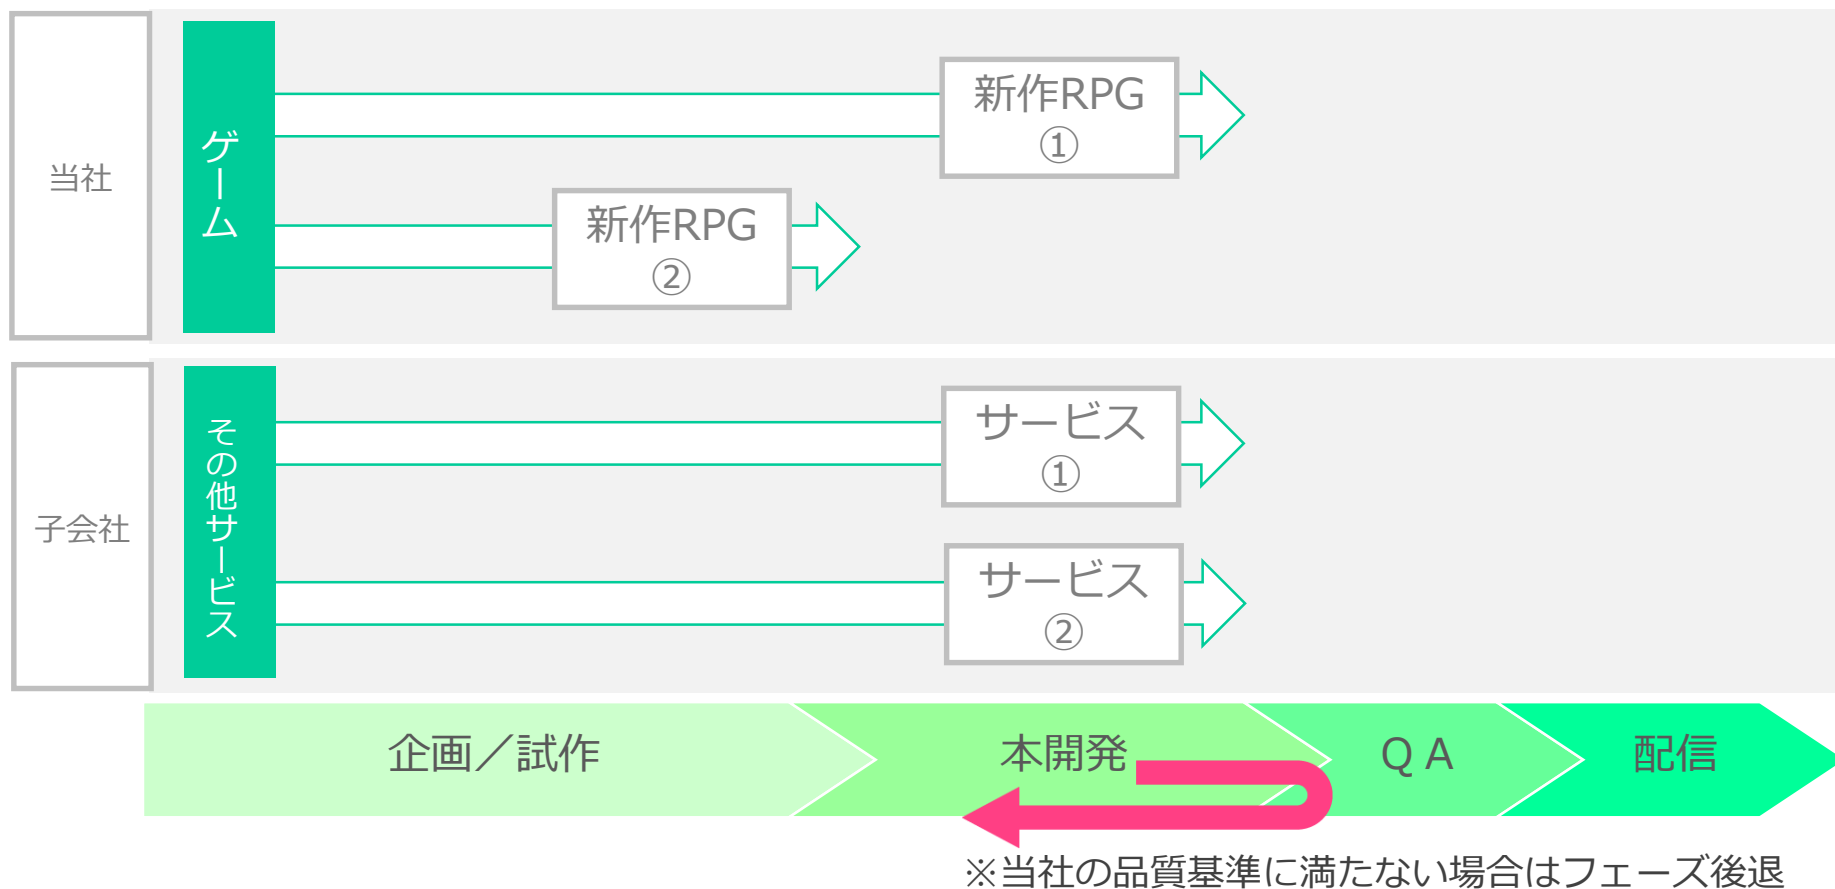 当社
ゲーム
新作RPG
①
新作RPG
②
子会社
その他サービス
サービス
①
サービス
②
企画／試作
本開発
ＱＡ
配信
※当社の品質基準に満たない場合はフェーズ後退